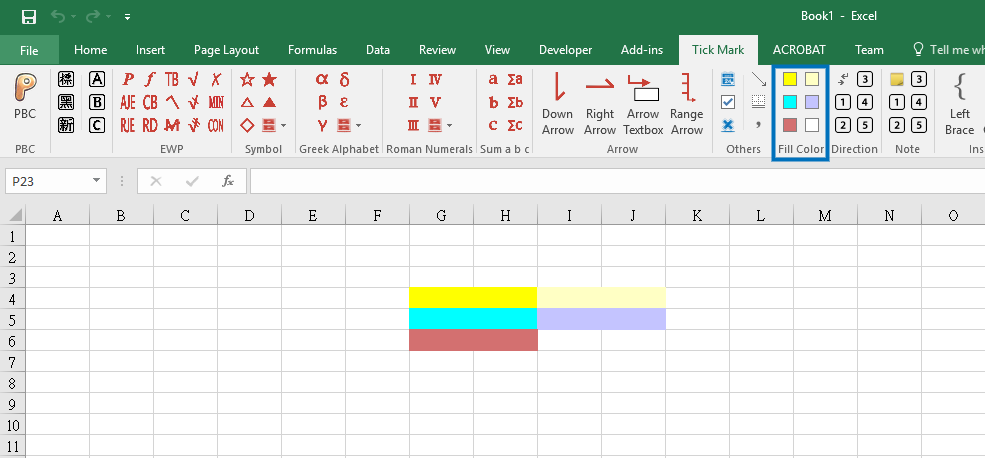 Book1 - Excel
File Home Insert Page Layout Formulas Data Review View Developer Add-ins Tick Mark ACROBAT Team Tell me wh
標 A P f TB √ X ☆ ★ α δ I IV a Σa 3 3
黑 B AJE CB MIN △ ▲ β ε II V b Σb 1 4 1 4
新 C RJE RD CON ◇ γ III c Σc 2 5 2 5
PBC Down Arrow Right Arrow Arrow Textbox Range Arrow Left Brace
PBC EWP Symbol Greek Alphabet Roman Numerals Sum a b c Arrow Others Fill Color Direction Note Ins
P23 fx
A B C D E F G H I J K L M N O
1
2
3
4
5
6
7
8
9
10
11